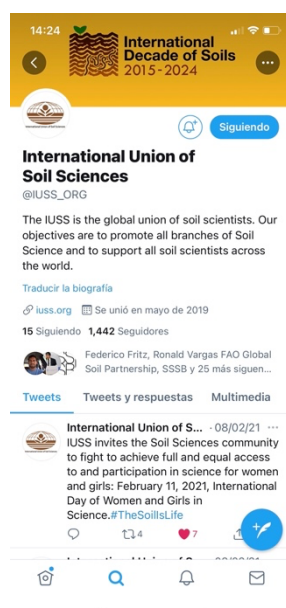 14:24
International
Decade of Soils
2015-2024
Siguiendo
International Union of
Soil Sciences
@IUSS_ORG
The IUSS is the global union of soil scientists. Our
objectives are to promote all branches of Soil
Science and to support all soil scientists across
the world.
Traducir la biografía
iuss.org Se unió en mayo de 2019
15 Siguiendo 1,442 Seguidores
Federico Fritz, Ronald Vargas FAO Global
Soil Partnership, SSSB y 25 más siguen...
Tweets Tweets y respuestas Multimedia
International Union of S... · 08/02/21
IUSS invites the Soil Sciences community
to fight to achieve full and equal access
to and participation in science for women
and girls: February 11, 2021, International
Day of Women and Girls in
Science.#TheSoilIsLife
4 7